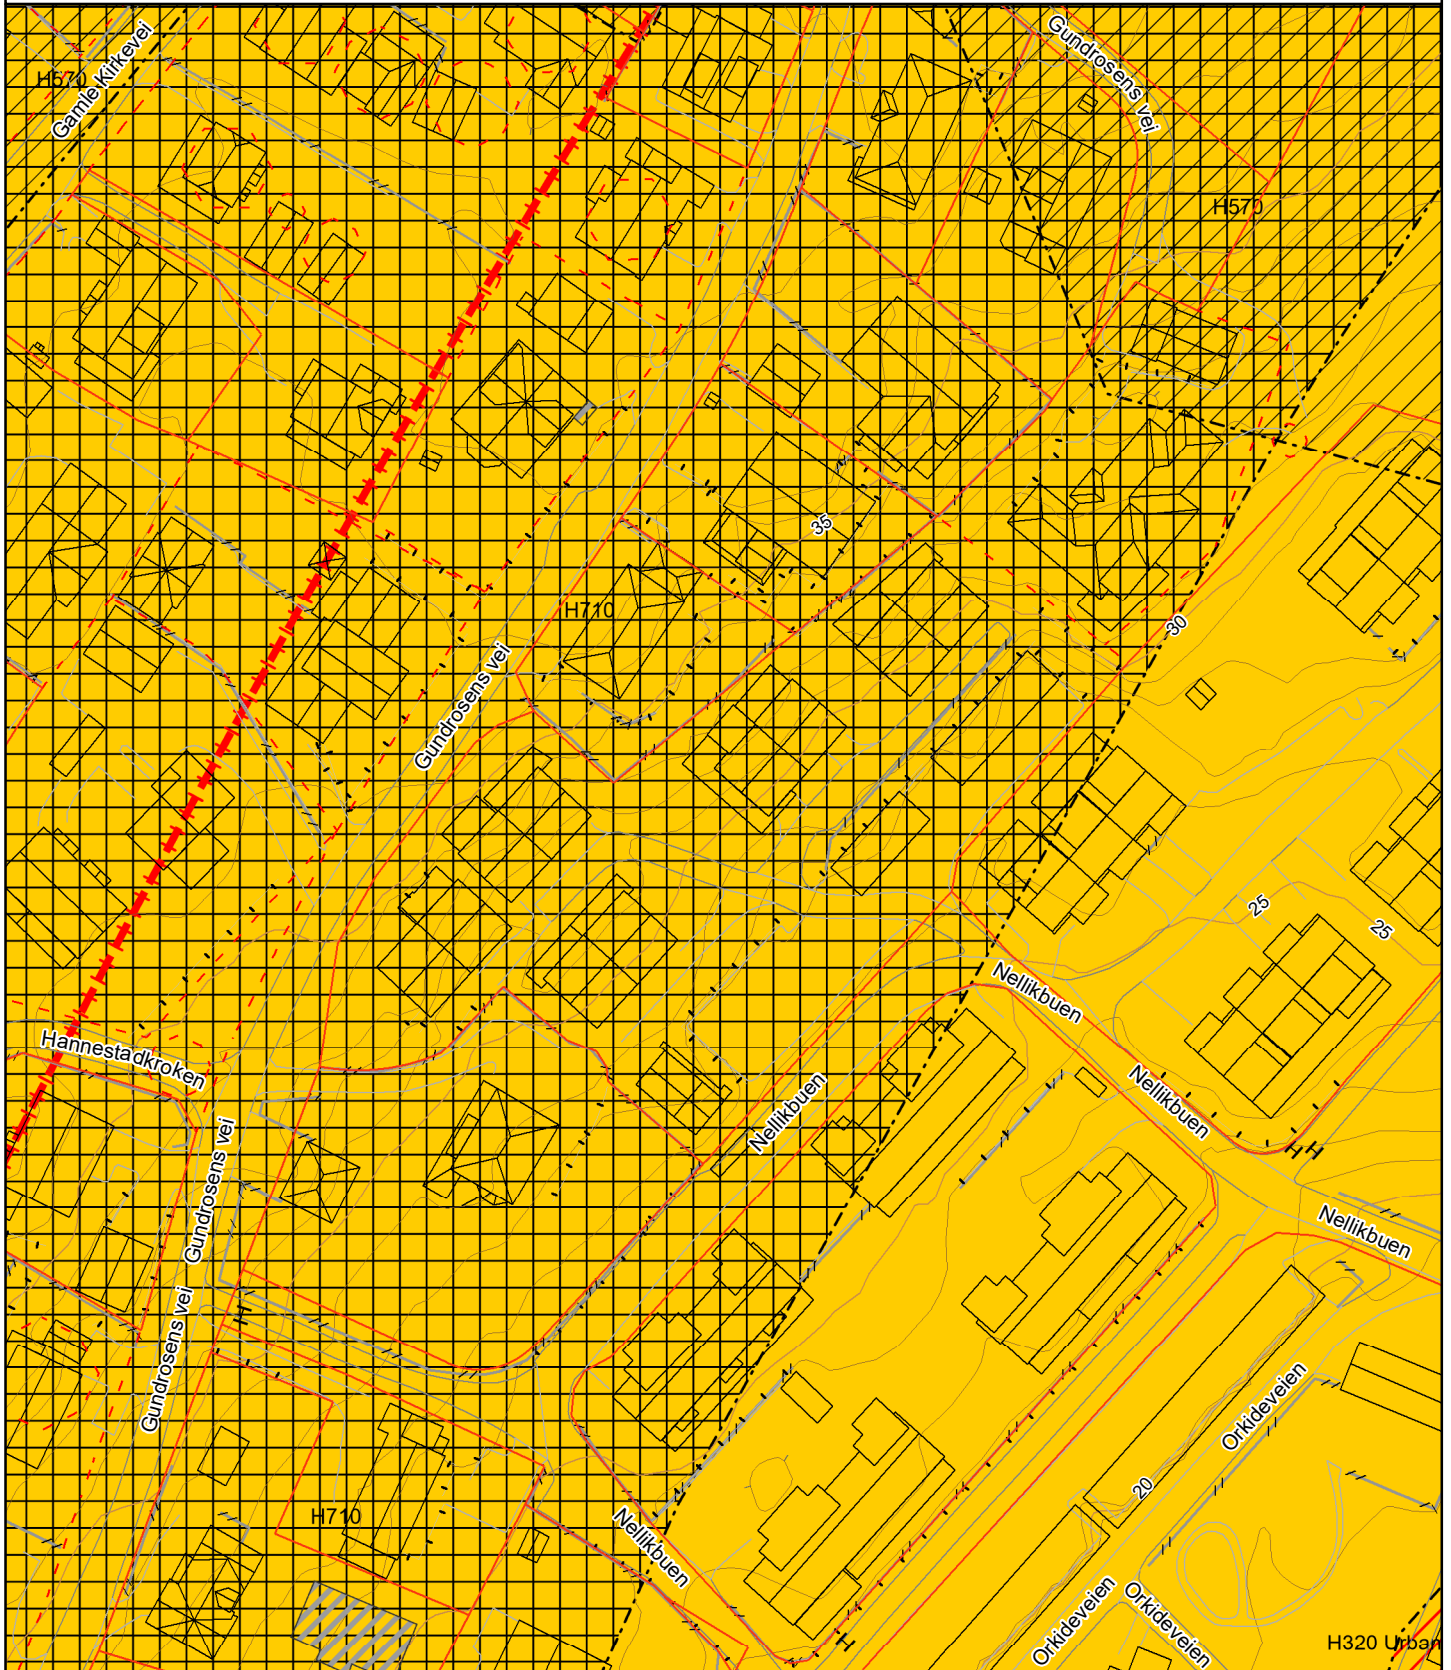 Gamle Kirkevei
H570
Gundrosens vei
H570
35
H710
30
Gundrosens vei
25
25
Nellikbuen
Hannestadkroken
Nellikbuen
Nellikbuen
Gundrosens vei
Nellikbuen
Gundrosens vei
Orkideveien
20
H710
Nellikbuen
Orkideveien
Orkideveien
H320 Urban